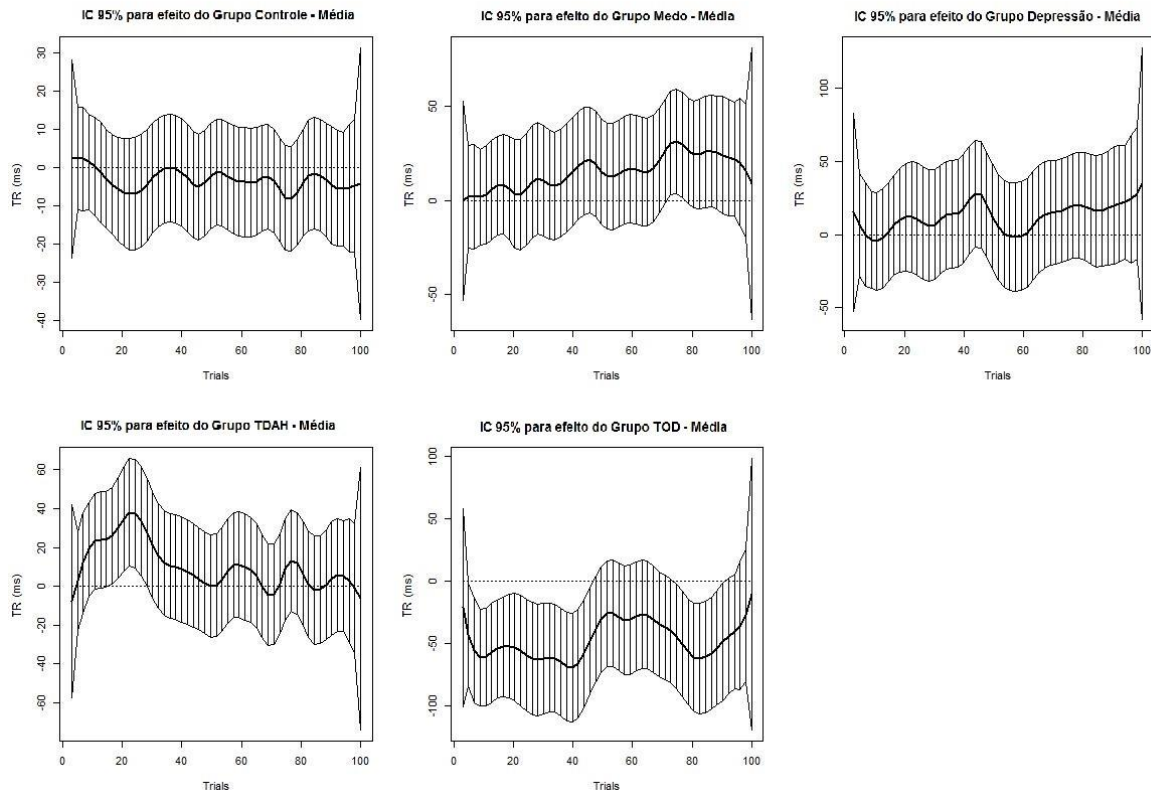 IC 95% para efeito do Grupo Controle - Média
TR (ms)
30
20
10
0
-10
-20
-30
-40
0 20 40 60 80 100
Trials
IC 95% para efeito do Grupo Medo - Média
TR (ms)
50
0
-50
0 20 40 60 80 100
Trials
IC 95% para efeito do Grupo Depressão - Média
TR (ms)
100
50
0
-50
0 20 40 60 80 100
Trials
IC 95% para efeito do Grupo TDAH - Média
TR (ms)
60
40
20
0
-20
-40
-60
0 20 40 60 80 100
Trials
IC 95% para efeito do Grupo TOD - Média
TR (ms)
100
50
0
-50
-100
0 20 40 60 80 100
Trials